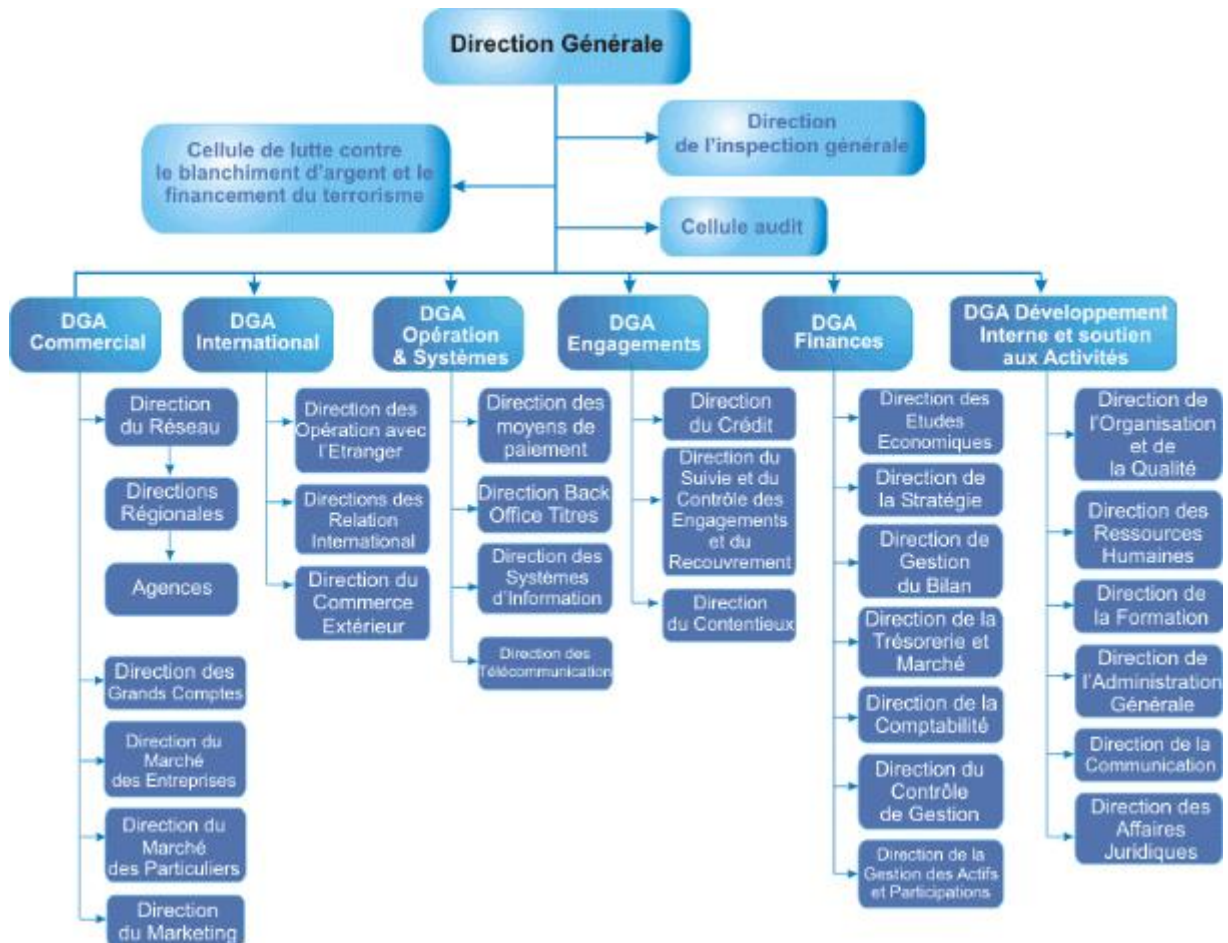 Direction Générale
Direction
de l'inspection générale
Cellule de lutte contre
le blanchiment d'argent et le
financement du terrorisme
Cellule audit
DGA
Commercial
DGA
International
DGA
Opération
& Systèmes
DGA
Engagements
DGA
Finances
DGA Développement
Interne et soutien
aux Activités
Direction
du Réseau
Directions
Régionales
Agences
Direction des
Grands Comptes
Direction du
Marché
des Entreprises
Direction du
Marché
des Particuliers
Direction
du Marketing
Direction des
Opération avec
l'Etranger
Directions des
Relation
International
Direction du
Commerce
Extérieur
Direction des
moyens de
paiement
Direction Back
Office Titres
Direction des
Systèmes
d'Information
Direction des
Télécommunication
Direction
du Crédit
Direction du
Suivie et du
Contrôle des
Engagements
et du
Recouvrement
Direction
du Contentieux
Direction des
Etudes
Economiques
Direction de
la Stratégie
Direction de
Gestion
du Bilan
Direction de la
Trésorerie et
Marché
Direction de la
Comptabilité
Direction du
Contrôle
de Gestion
Direction de la
Gestion des Actifs
et Participations
Direction de
l'Organisation
et de
la Qualité
Direction des
Ressources
Humaines
Direction de
la Formation
Direction de
l'Administration
Générale
Direction de la
Communication
Direction des
Affaires
Juridiques